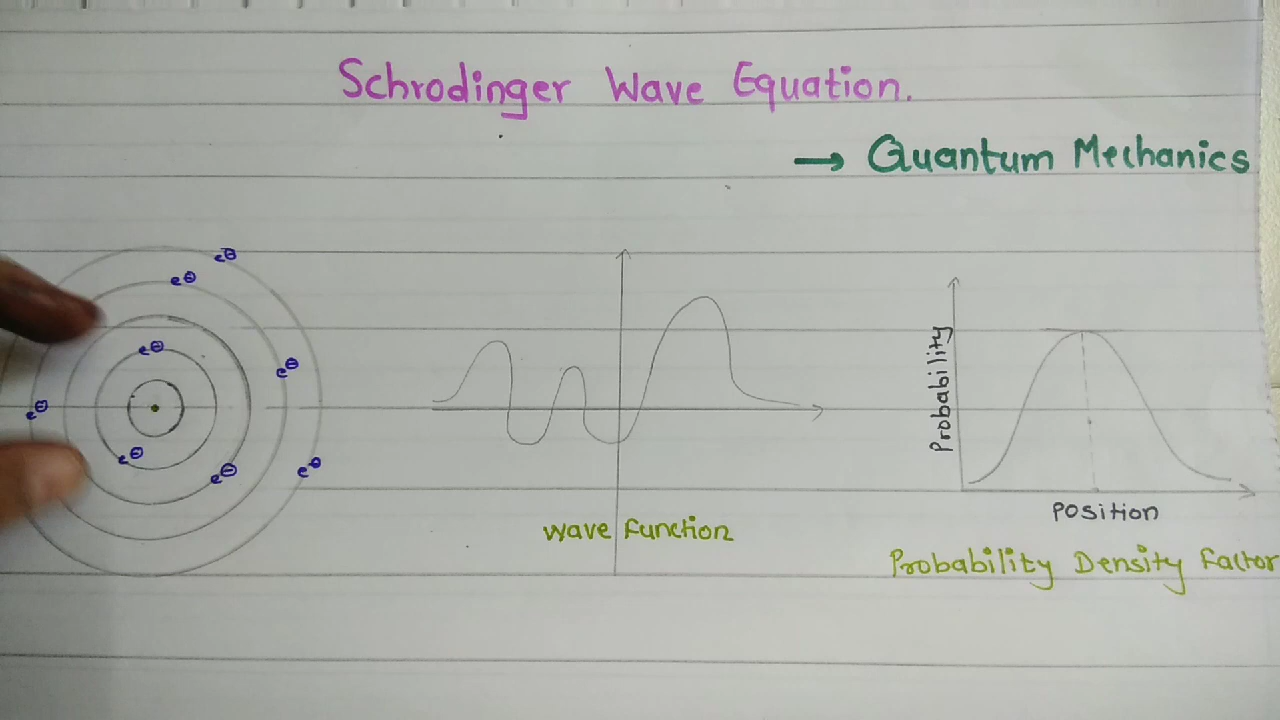 Schrodinger Wave Equation.
→ Quantum Mechanics
e⊖
e⊖
e⊖
e⊖
e⊖
e⊖
e⊖
e⊖
Probability
Position
wave function
Probability Density factor